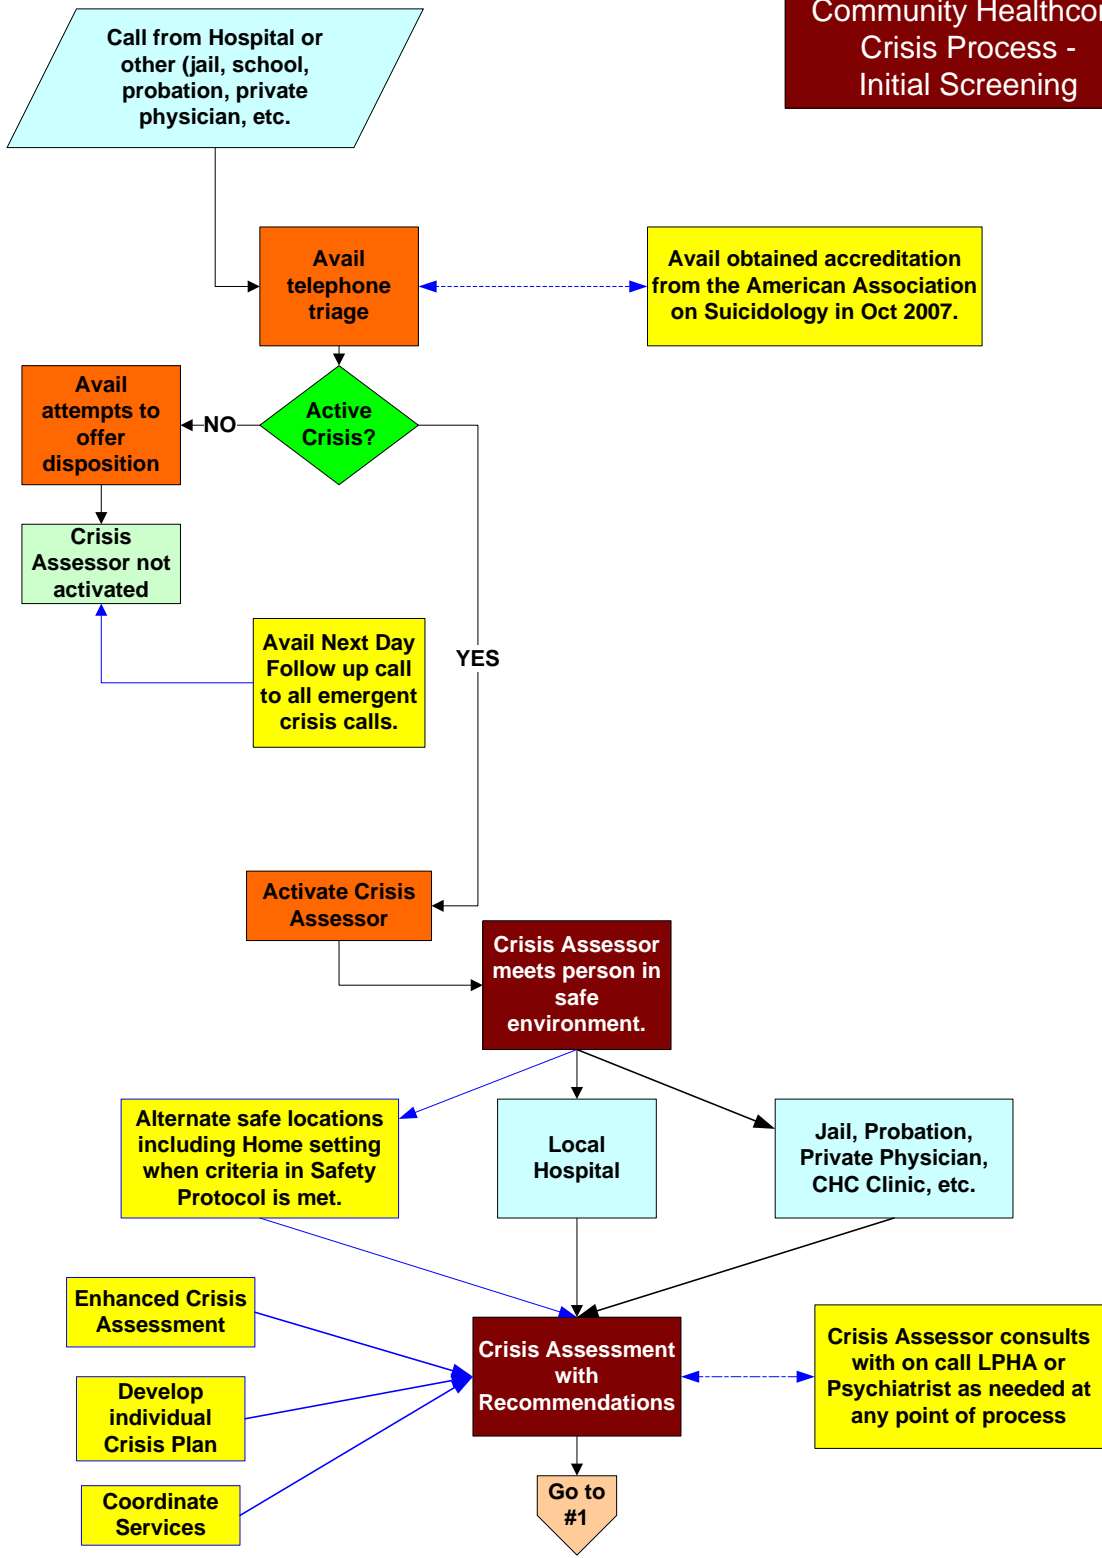 Call from Hospital or
other (jail, school,
probation, private
physician, etc.
Community Healthcor
Crisis Process -
Initial Screening
Avail
telephone
triage
Avail obtained accreditation
from the American Association
on Suicidology in Oct 2007.
Avail
attempts to
offer
disposition
NO
Active
Crisis?
Crisis
Assessor not
activated
Avail Next Day
Follow up call
to all emergent
crisis calls.
YES
Activate Crisis
Assessor
Crisis Assessor
meets person in
safe
environment.
Alternate safe locations
including Home setting
when criteria in Safety
Protocol is met.
Local
Hospital
Jail, Probation,
Private Physician,
CHC Clinic, etc.
Enhanced Crisis
Assessment
Develop
individual
Crisis Plan
Coordinate
Services
Crisis Assessment
with
Recommendations
Crisis Assessor consults
with on call LPHA or
Psychiatrist as needed at
any point of process
Go to
#1